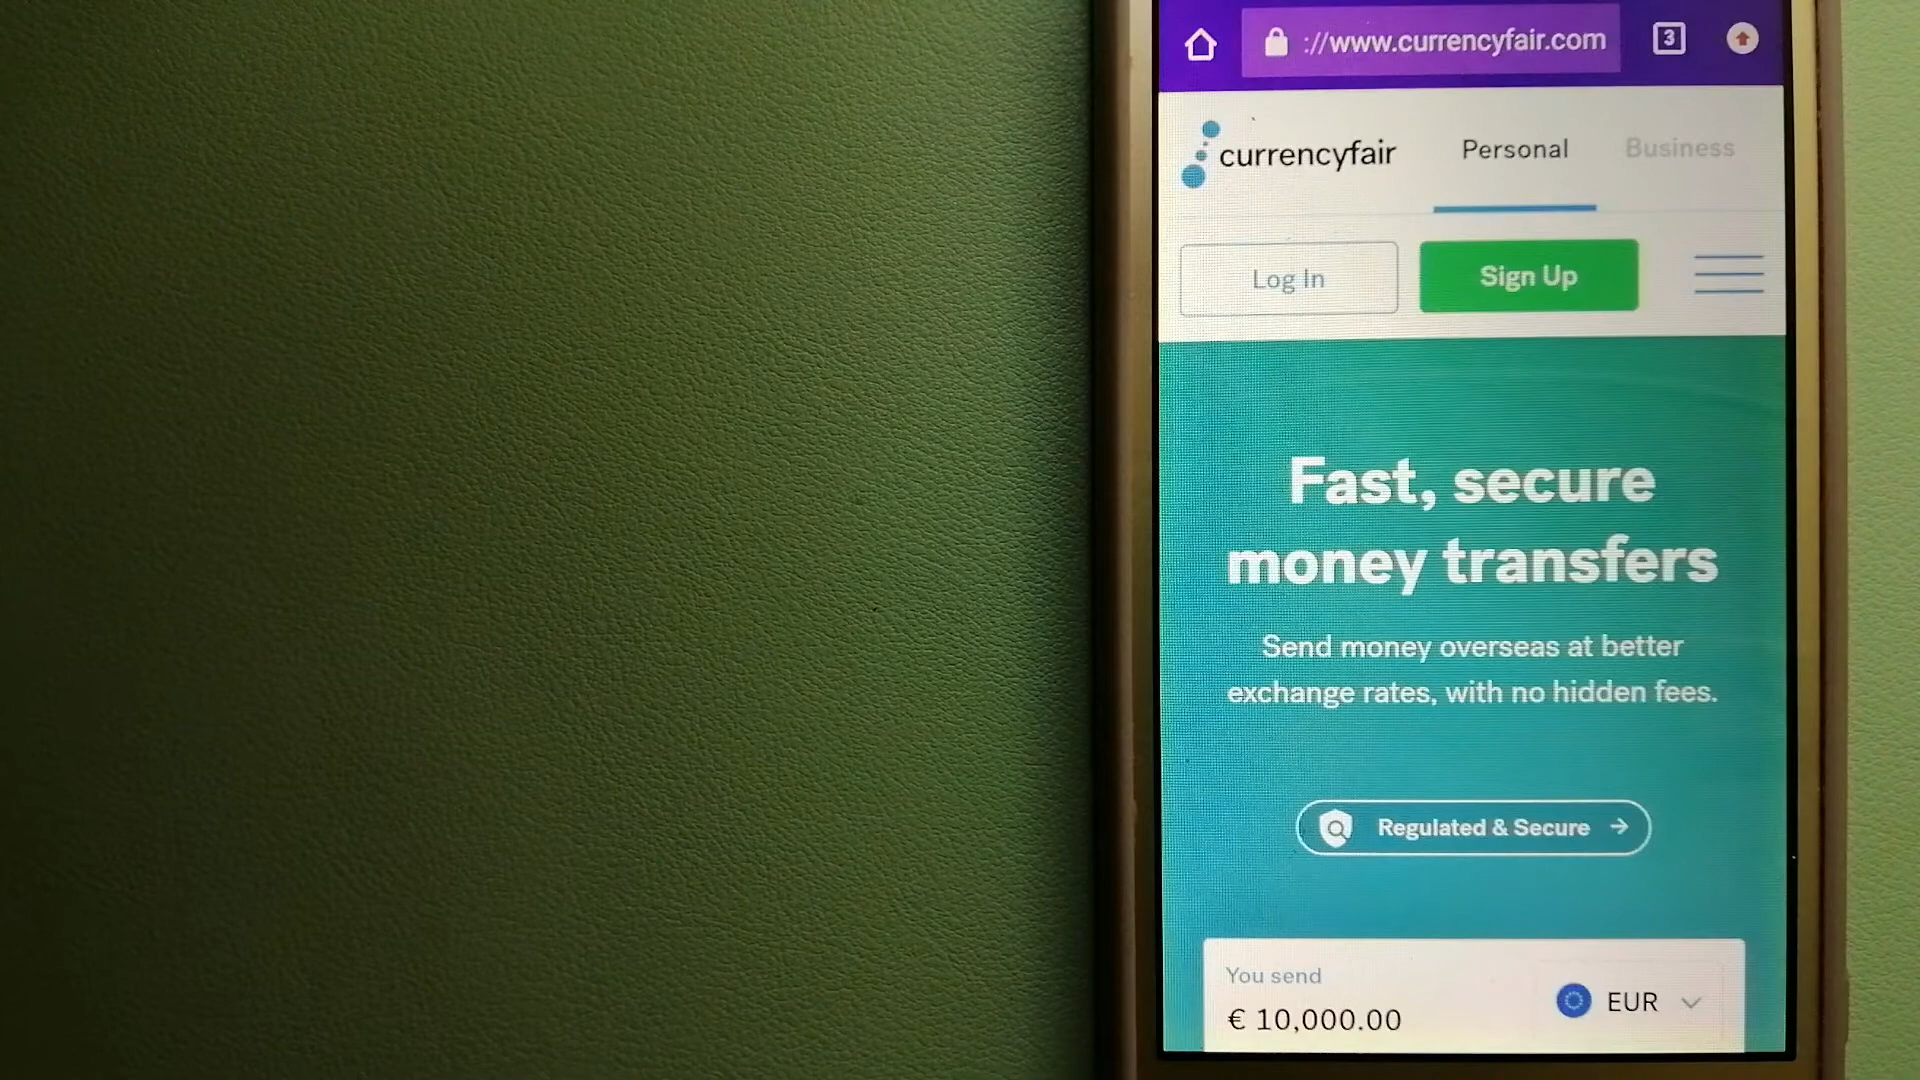 ://www.currencyfair.com 3
currencyfair Personal Business
Log In Sign Up
Fast, secure
money transfers
Send money overseas at better
exchange rates, with no hidden fees.
Regulated & Secure →
You send
€ 10,000.00 EUR